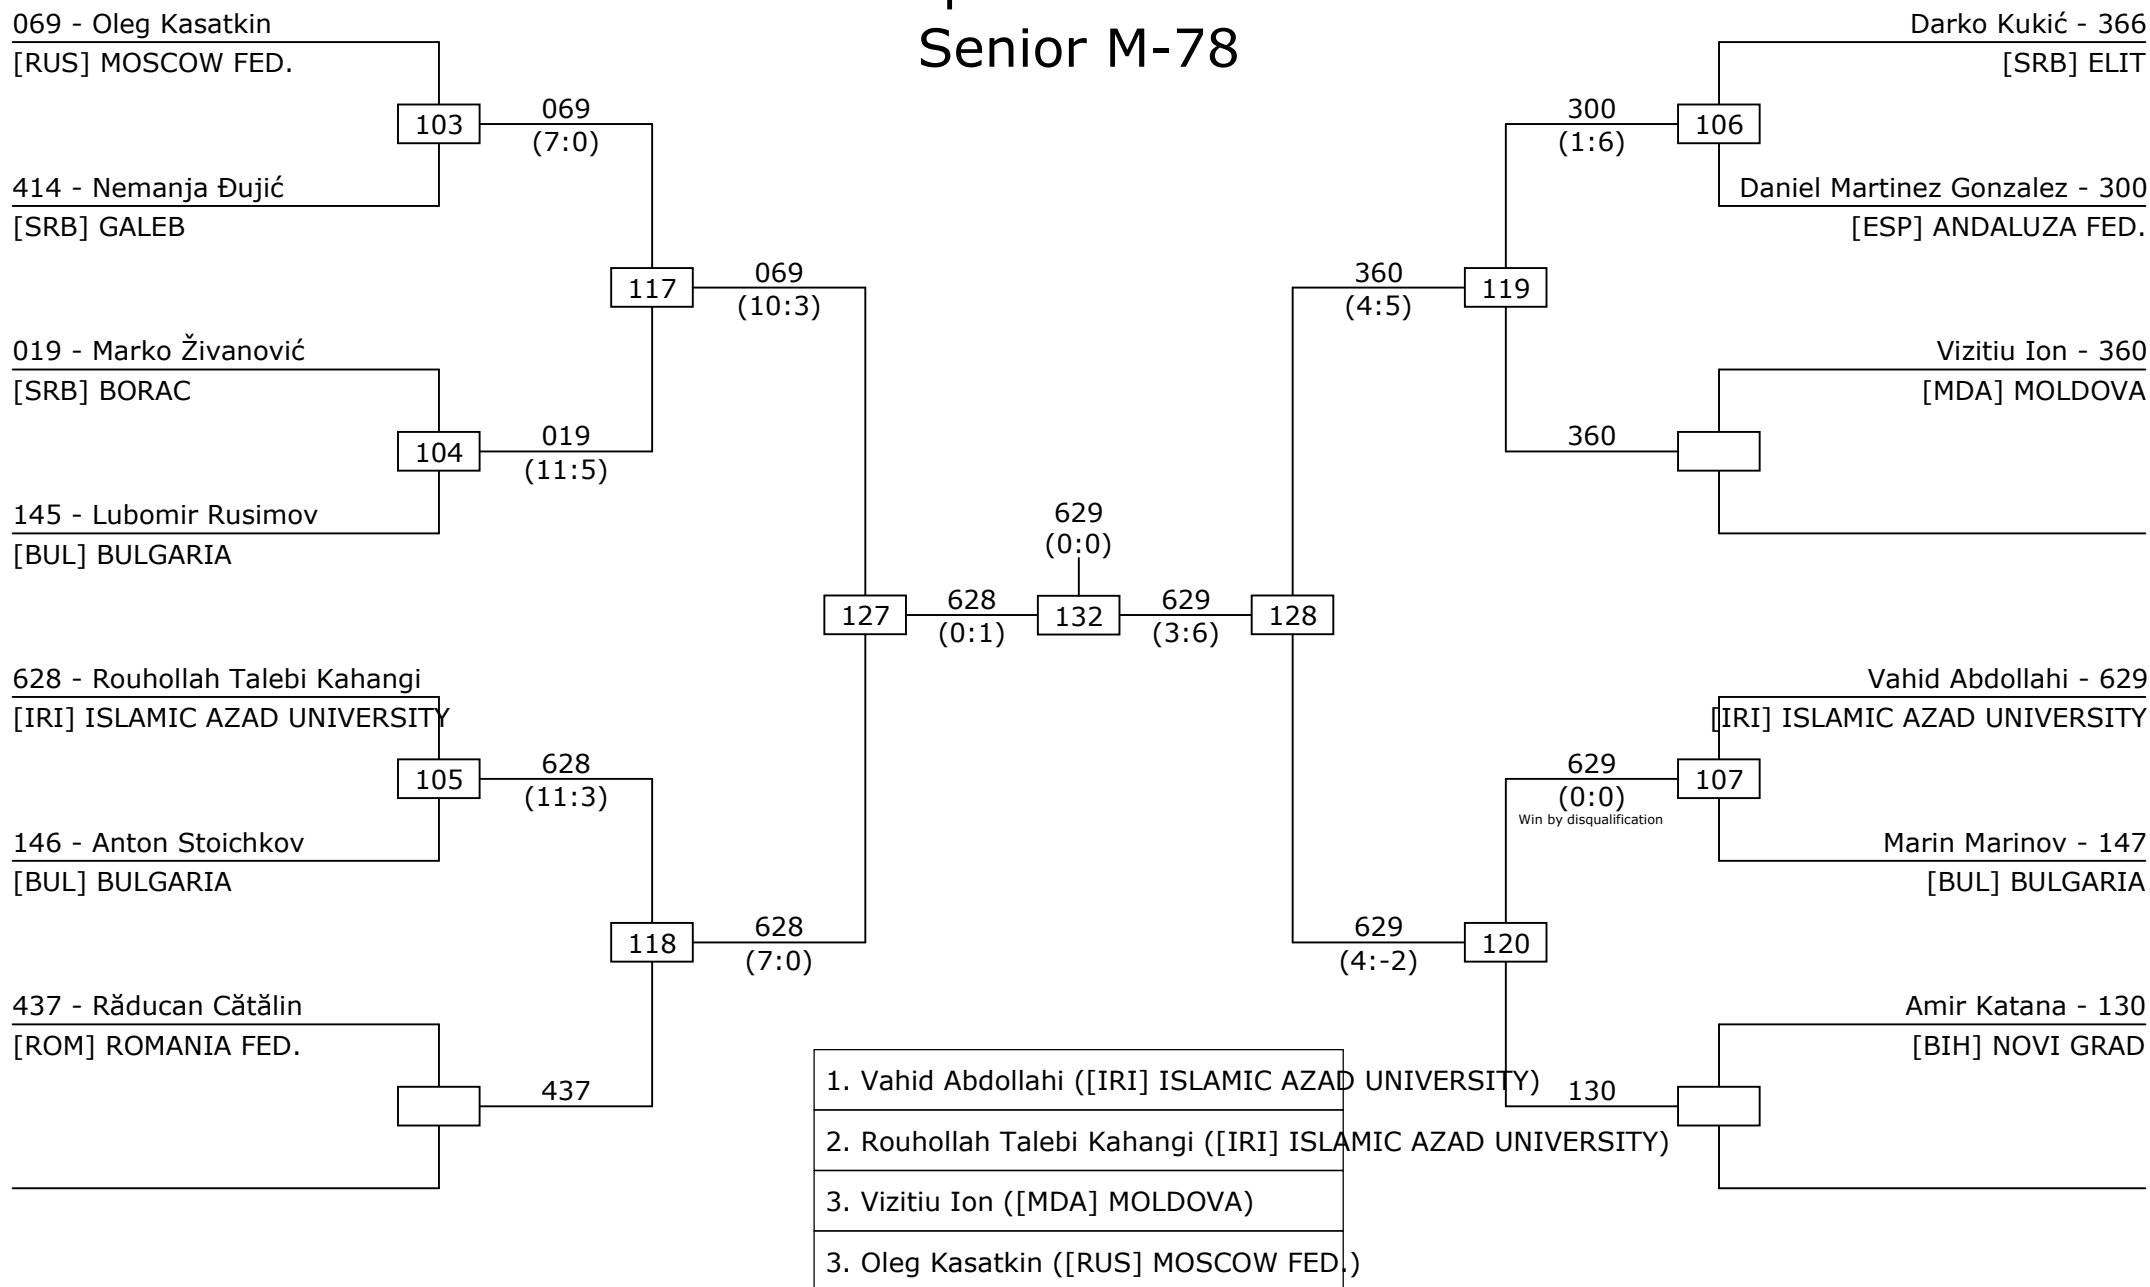 Senior M-78
069 - Oleg Kasatkin
[RUS] MOSCOW FED.
103
069
(7:0)
414 - Nemanja Đujić
[SRB] GALEB
117
069
(10:3)
019 - Marko Živanović
[SRB] BORAC
104
019
(11:5)
145 - Lubomir Rusimov
[BUL] BULGARIA
127
628
(0:1)
628 - Rouhollah Talebi Kahangi
[IRI] ISLAMIC AZAD UNIVERSITY
105
628
(11:3)
146 - Anton Stoichkov
[BUL] BULGARIA
118
628
(7:0)
437 - Răducan Cătălin
[ROM] ROMANIA FED.
437
629
(0:0)
132
Darko Kukić - 366
[SRB] ELIT
300
(1:6)
106
Daniel Martinez Gonzalez - 300
[ESP] ANDALUZA FED.
360
(4:5)
119
Vizitiu Ion - 360
[MDA] MOLDOVA
360
629
(3:6)
128
Vahid Abdollahi - 629
[IRI] ISLAMIC AZAD UNIVERSITY
629
(0:0)
Win by disqualification
107
Marin Marinov - 147
[BUL] BULGARIA
629
(4:-2)
120
Amir Katana - 130
[BIH] NOVI GRAD
130
1. Vahid Abdollahi ([IRI] ISLAMIC AZAD UNIVERSITY)
2. Rouhollah Talebi Kahangi ([IRI] ISLAMIC AZAD UNIVERSITY)
3. Vizitiu Ion ([MDA] MOLDOVA)
3. Oleg Kasatkin ([RUS] MOSCOW FED.)